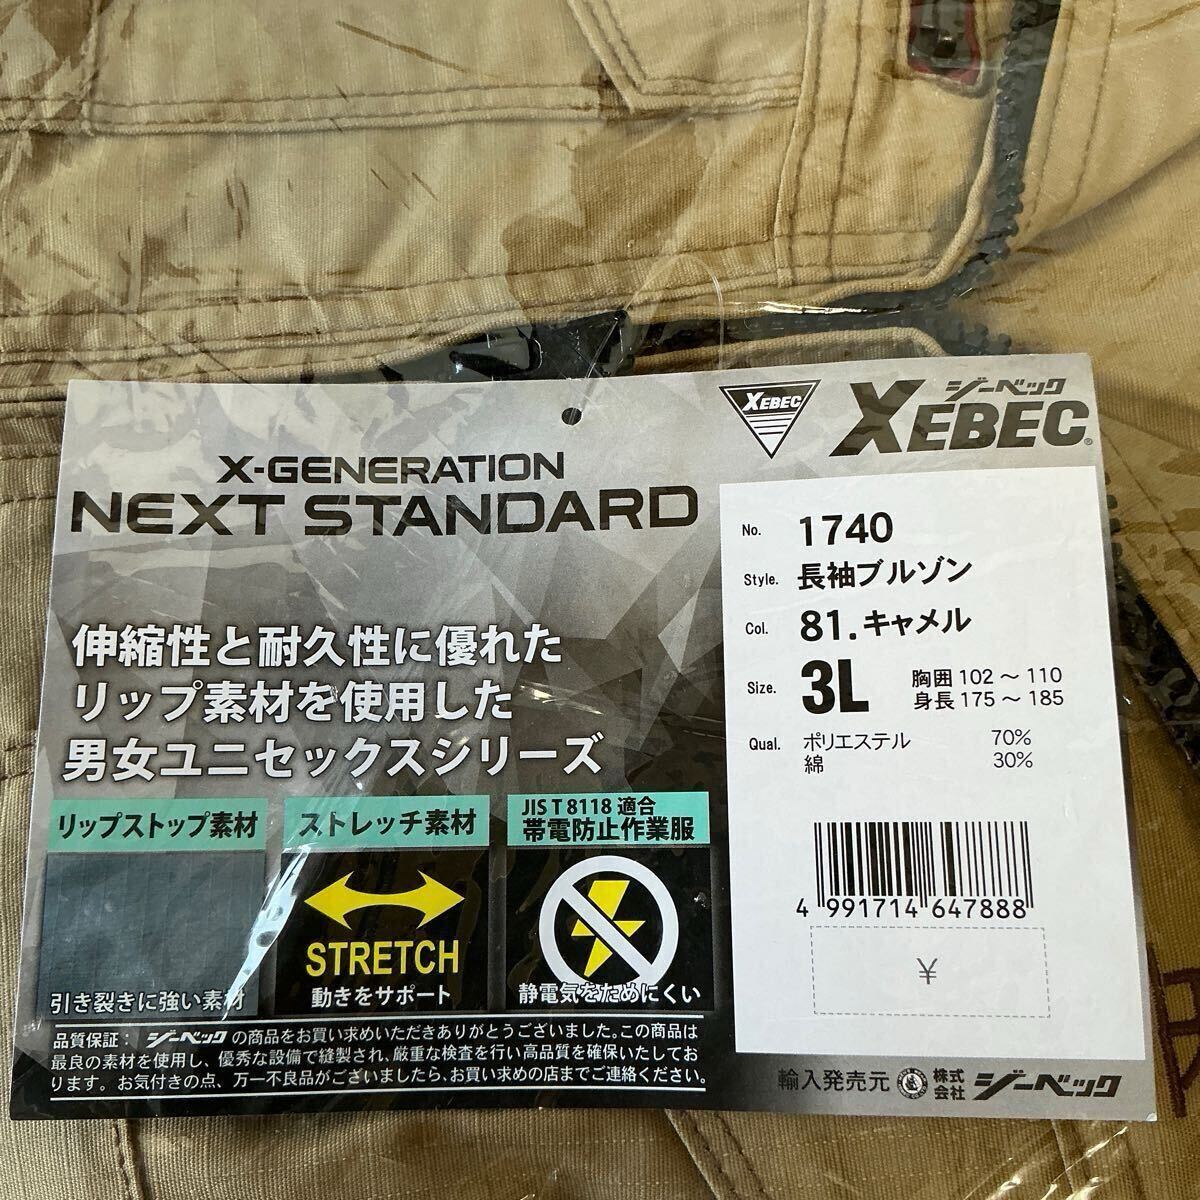 X-GENERATION
NEXT STANDARD
伸縮性と耐久性に優れた
リップ素材を使用した
男女ユニセックスシリーズ
リップストップ素材
引き裂きに強い素材
ストレッチ素材
STRETCH
動きをサポート
JIS T 8118 適合
帯電防止作業服
静電気をためにくい
品質保証： ジーベック の商品をお買い求めいただきありがとうございました。この商品は
最良の素材を使用し、優秀な設備で縫製され、厳重な検査を行い高品質を確保いたしてお
ります。お気付きの点、万一不良品がございましたら、お買い求めの店までご連絡ください。
XEBEC
ジーベック
XEBEC®
No. 1740
Style. 長袖ブルゾン
Col. 81.キャメル
Size. 3L 胸囲 102 ～ 110
身長 175 ～ 185
Qual. ポリエステル 70%
綿 30%
4 991714 647888
¥
輸入発売元 株式会社 ジーベック